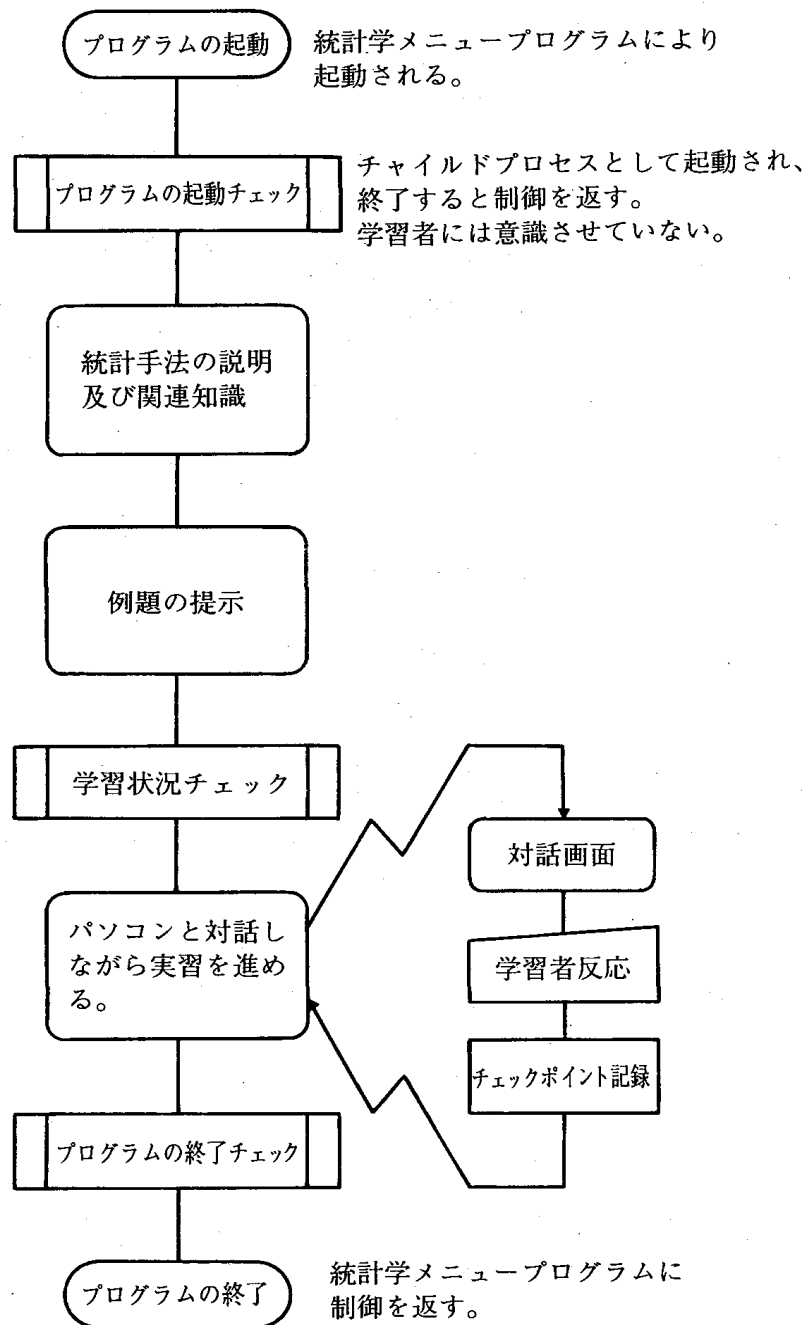 プログラムの起動
統計学メニュープログラムにより
起動される。
プログラムの起動チェック
チャイルドプロセスとして起動され、
終了すると制御を返す。
学習者には意識させていない。
統計手法の説明
及び関連知識
例題の提示
学習状況チェック
パソコンと対話し
ながら実習を進め
る。
対話画面
学習者反応
チェックポイント記録
プログラムの終了チェック
プログラムの終了
統計学メニュープログラムに
制御を返す。